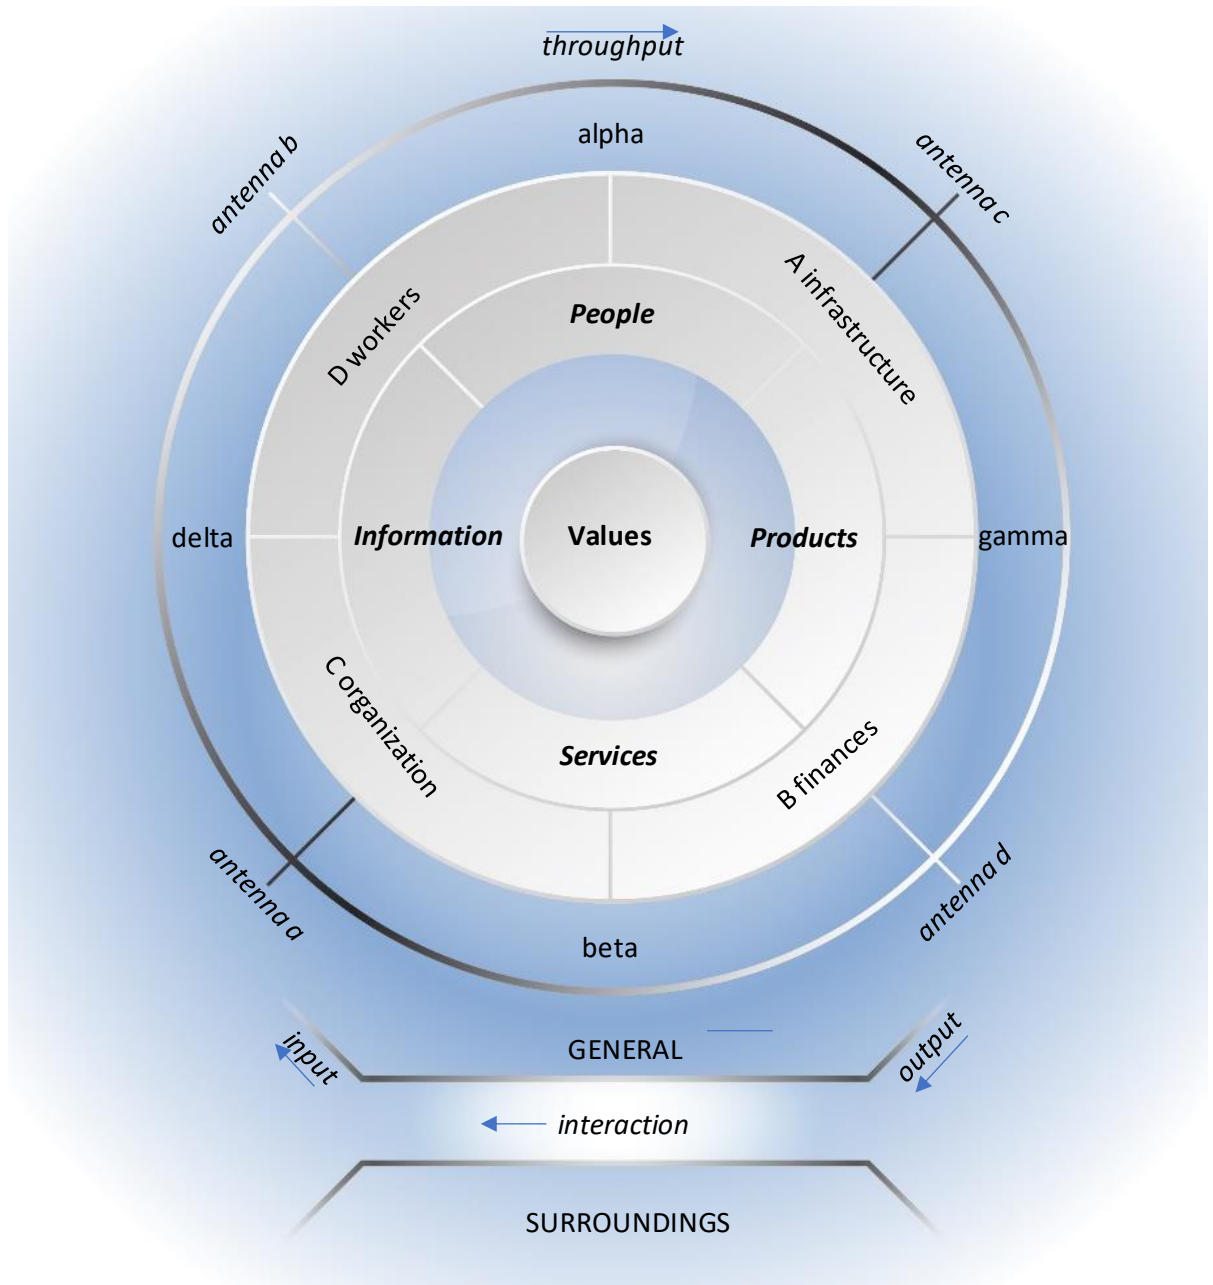 throughput
alpha
antenna b
antenna c
A infrastructure
D workers
People
delta
Information
Values
Products
gamma
C organization
Services
B finances
antenna a
antenna d
beta
input
GENERAL
output
interaction
SURROUNDINGS